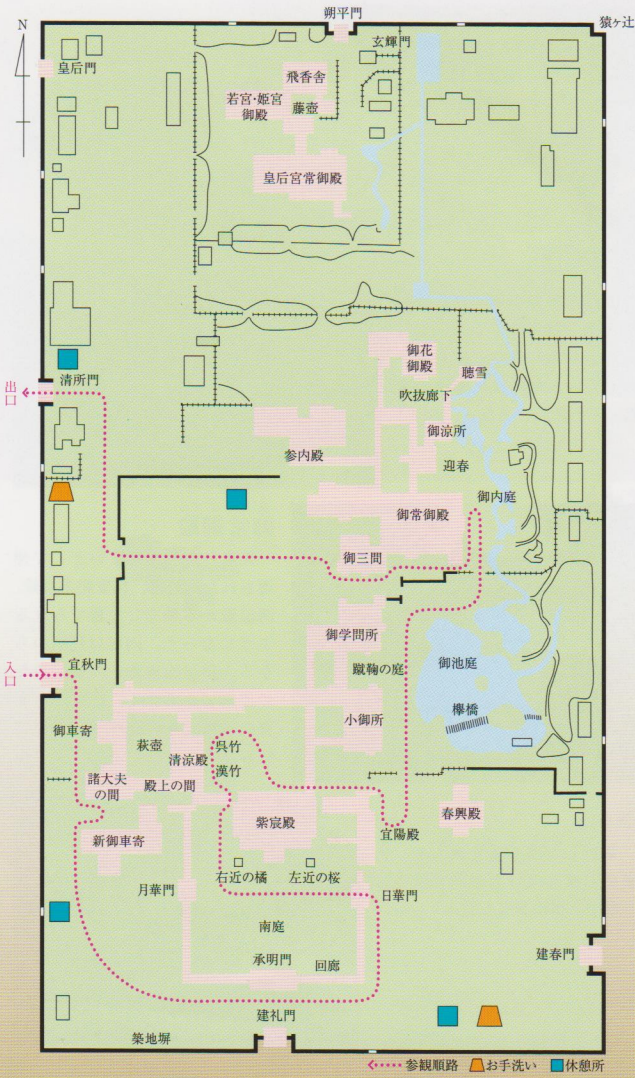 朔平門
猿ヶ辻
N
玄輝門
皇后門
飛香舎
若宮・姫宮
御殿
藤壺
皇后宮常御殿
御花
御殿
聴雪
清所門
出口
吹抜廊下
御涼所
参内殿
迎春
御内庭
御常御殿
御三間
御学問所
宜秋門
入口
蹴鞠の庭
御池庭
欅橋
小御所
御車寄
萩壺
清涼殿
呉竹
漢竹
諸大夫
の間
殿上の間
紫宸殿
春興殿
宜陽殿
新御車寄
右近の橘
左近の桜
月華門
日華門
南庭
承明門
回廊
建春門
建礼門
築地塀
参観順路
お手洗い
休憩所